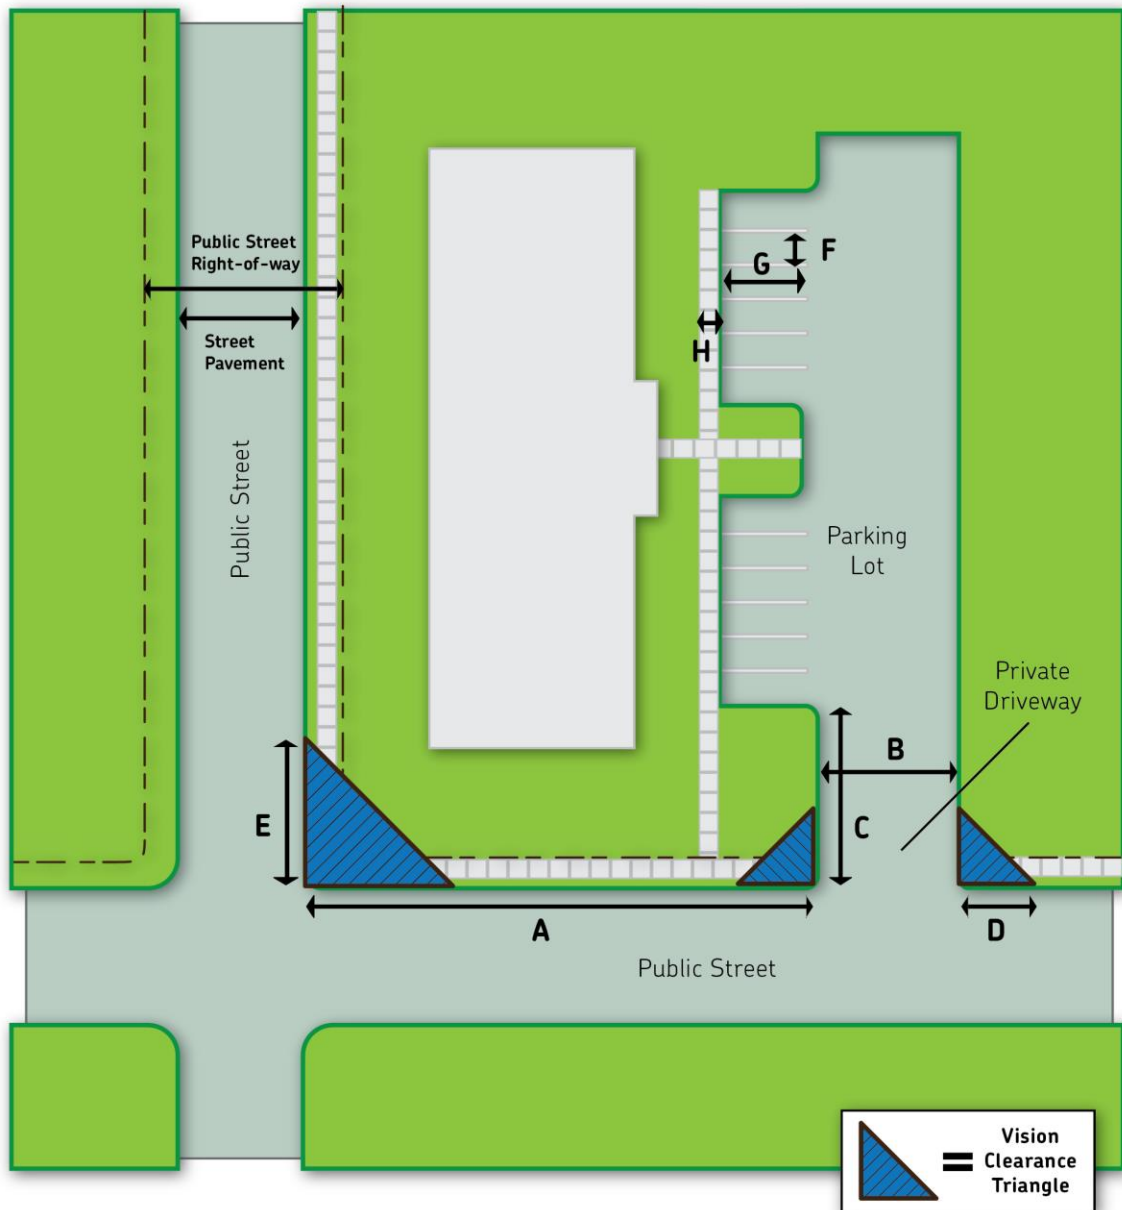 Public Street
Right-of-way
Street
Pavement
Public Street
F
G
H
Parking
Lot
Private
Driveway
B
E
C
A
D
Public Street
=
Vision
Clearance
Triangle